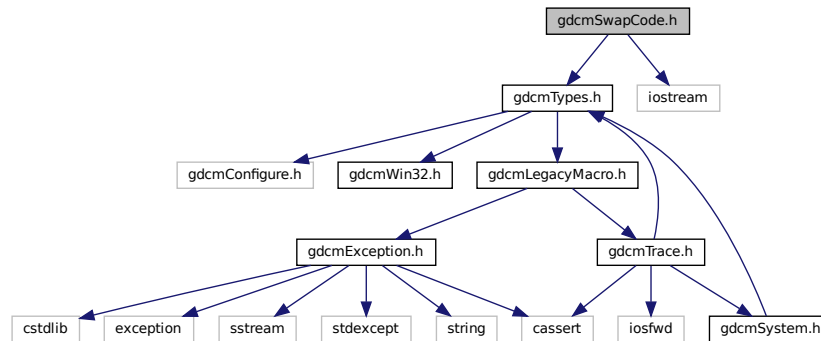 gdcmSwapCode.h
gdcmTypes.h
iostream
gdcmConfigure.h
gdcmWin32.h
gdcmLegacyMacro.h
gdcmException.h
gdcmTrace.h
cstdlib
exception
sstream
stdexcept
string
cassert
iosfwd
gdcmSystem.h